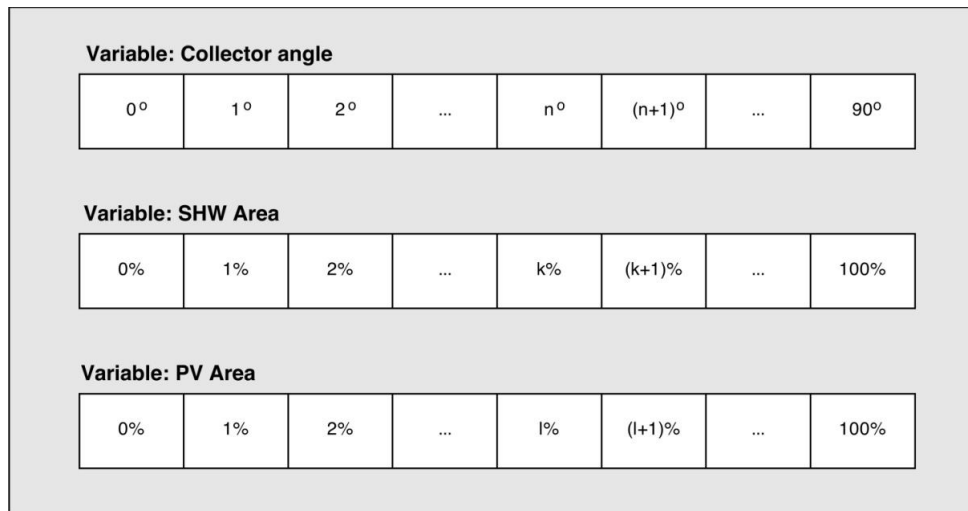 Variable: Collector angle
0º 1º 2º ... nº (n+1)º ... 90º
Variable: SHW Area
0% 1% 2% ... k% (k+1)% ... 100%
Variable: PV Area
0% 1% 2% ... l% (l+1)% ... 100%